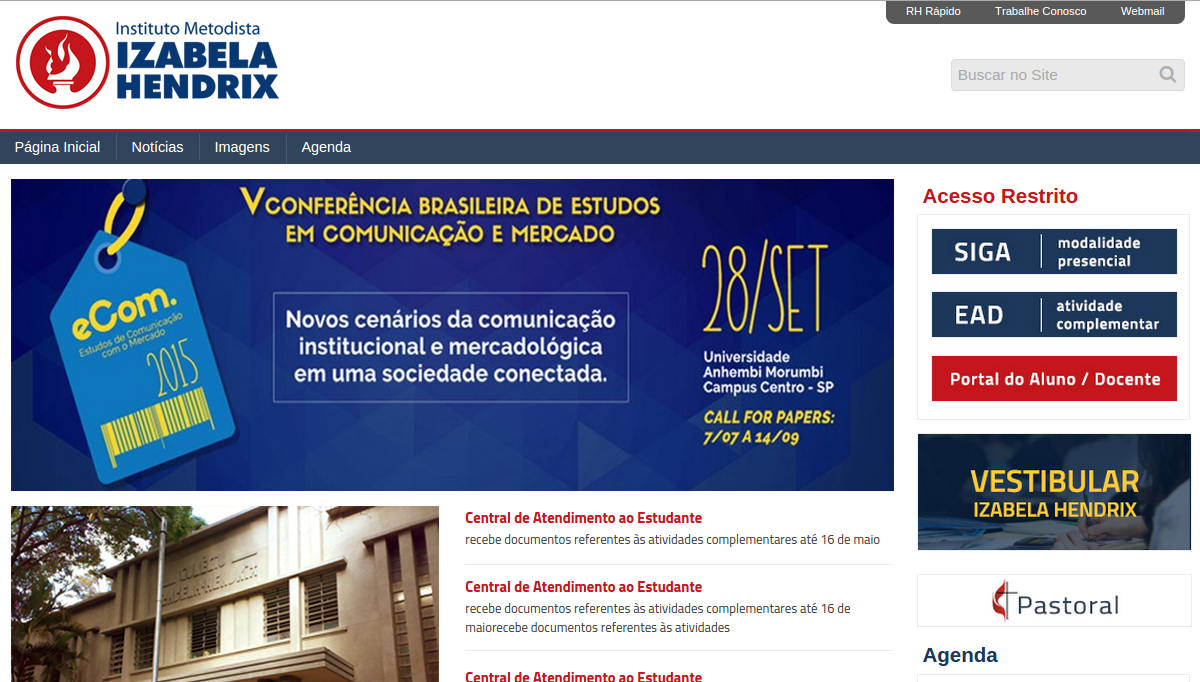 RH Rápido Trabalhe Conosco Webmail
Instituto Metodista
IZABELA
HENDRIX
Buscar no Site
Página Inicial Notícias Imagens Agenda
V CONFERÊNCIA BRASILEIRA DE ESTUDOS
EM COMUNICAÇÃO E MERCADO
eCom.
Estudos de Comunicação
com o Mercado
2015
Novos cenários da comunicação
institucional e mercadológica
em uma sociedade conectada.
28/SET
Universidade
Anhembi Morumbi
Campus Centro - SP
CALL FOR PAPERS:
7/07 A 14/09
Acesso Restrito
SIGA
modalidade
presencial
EAD
atividade
complementar
Portal do Aluno / Docente
VESTIBULAR
IZABELA HENDRIX
Pastoral
Agenda
Central de Atendimento ao Estudante
recebe documentos referentes às atividades complementares até 16 de maio
Central de Atendimento ao Estudante
recebe documentos referentes às atividades complementares até 16 de
maiorecebe documentos referentes às atividades
Central de Atendimento ao Estudante